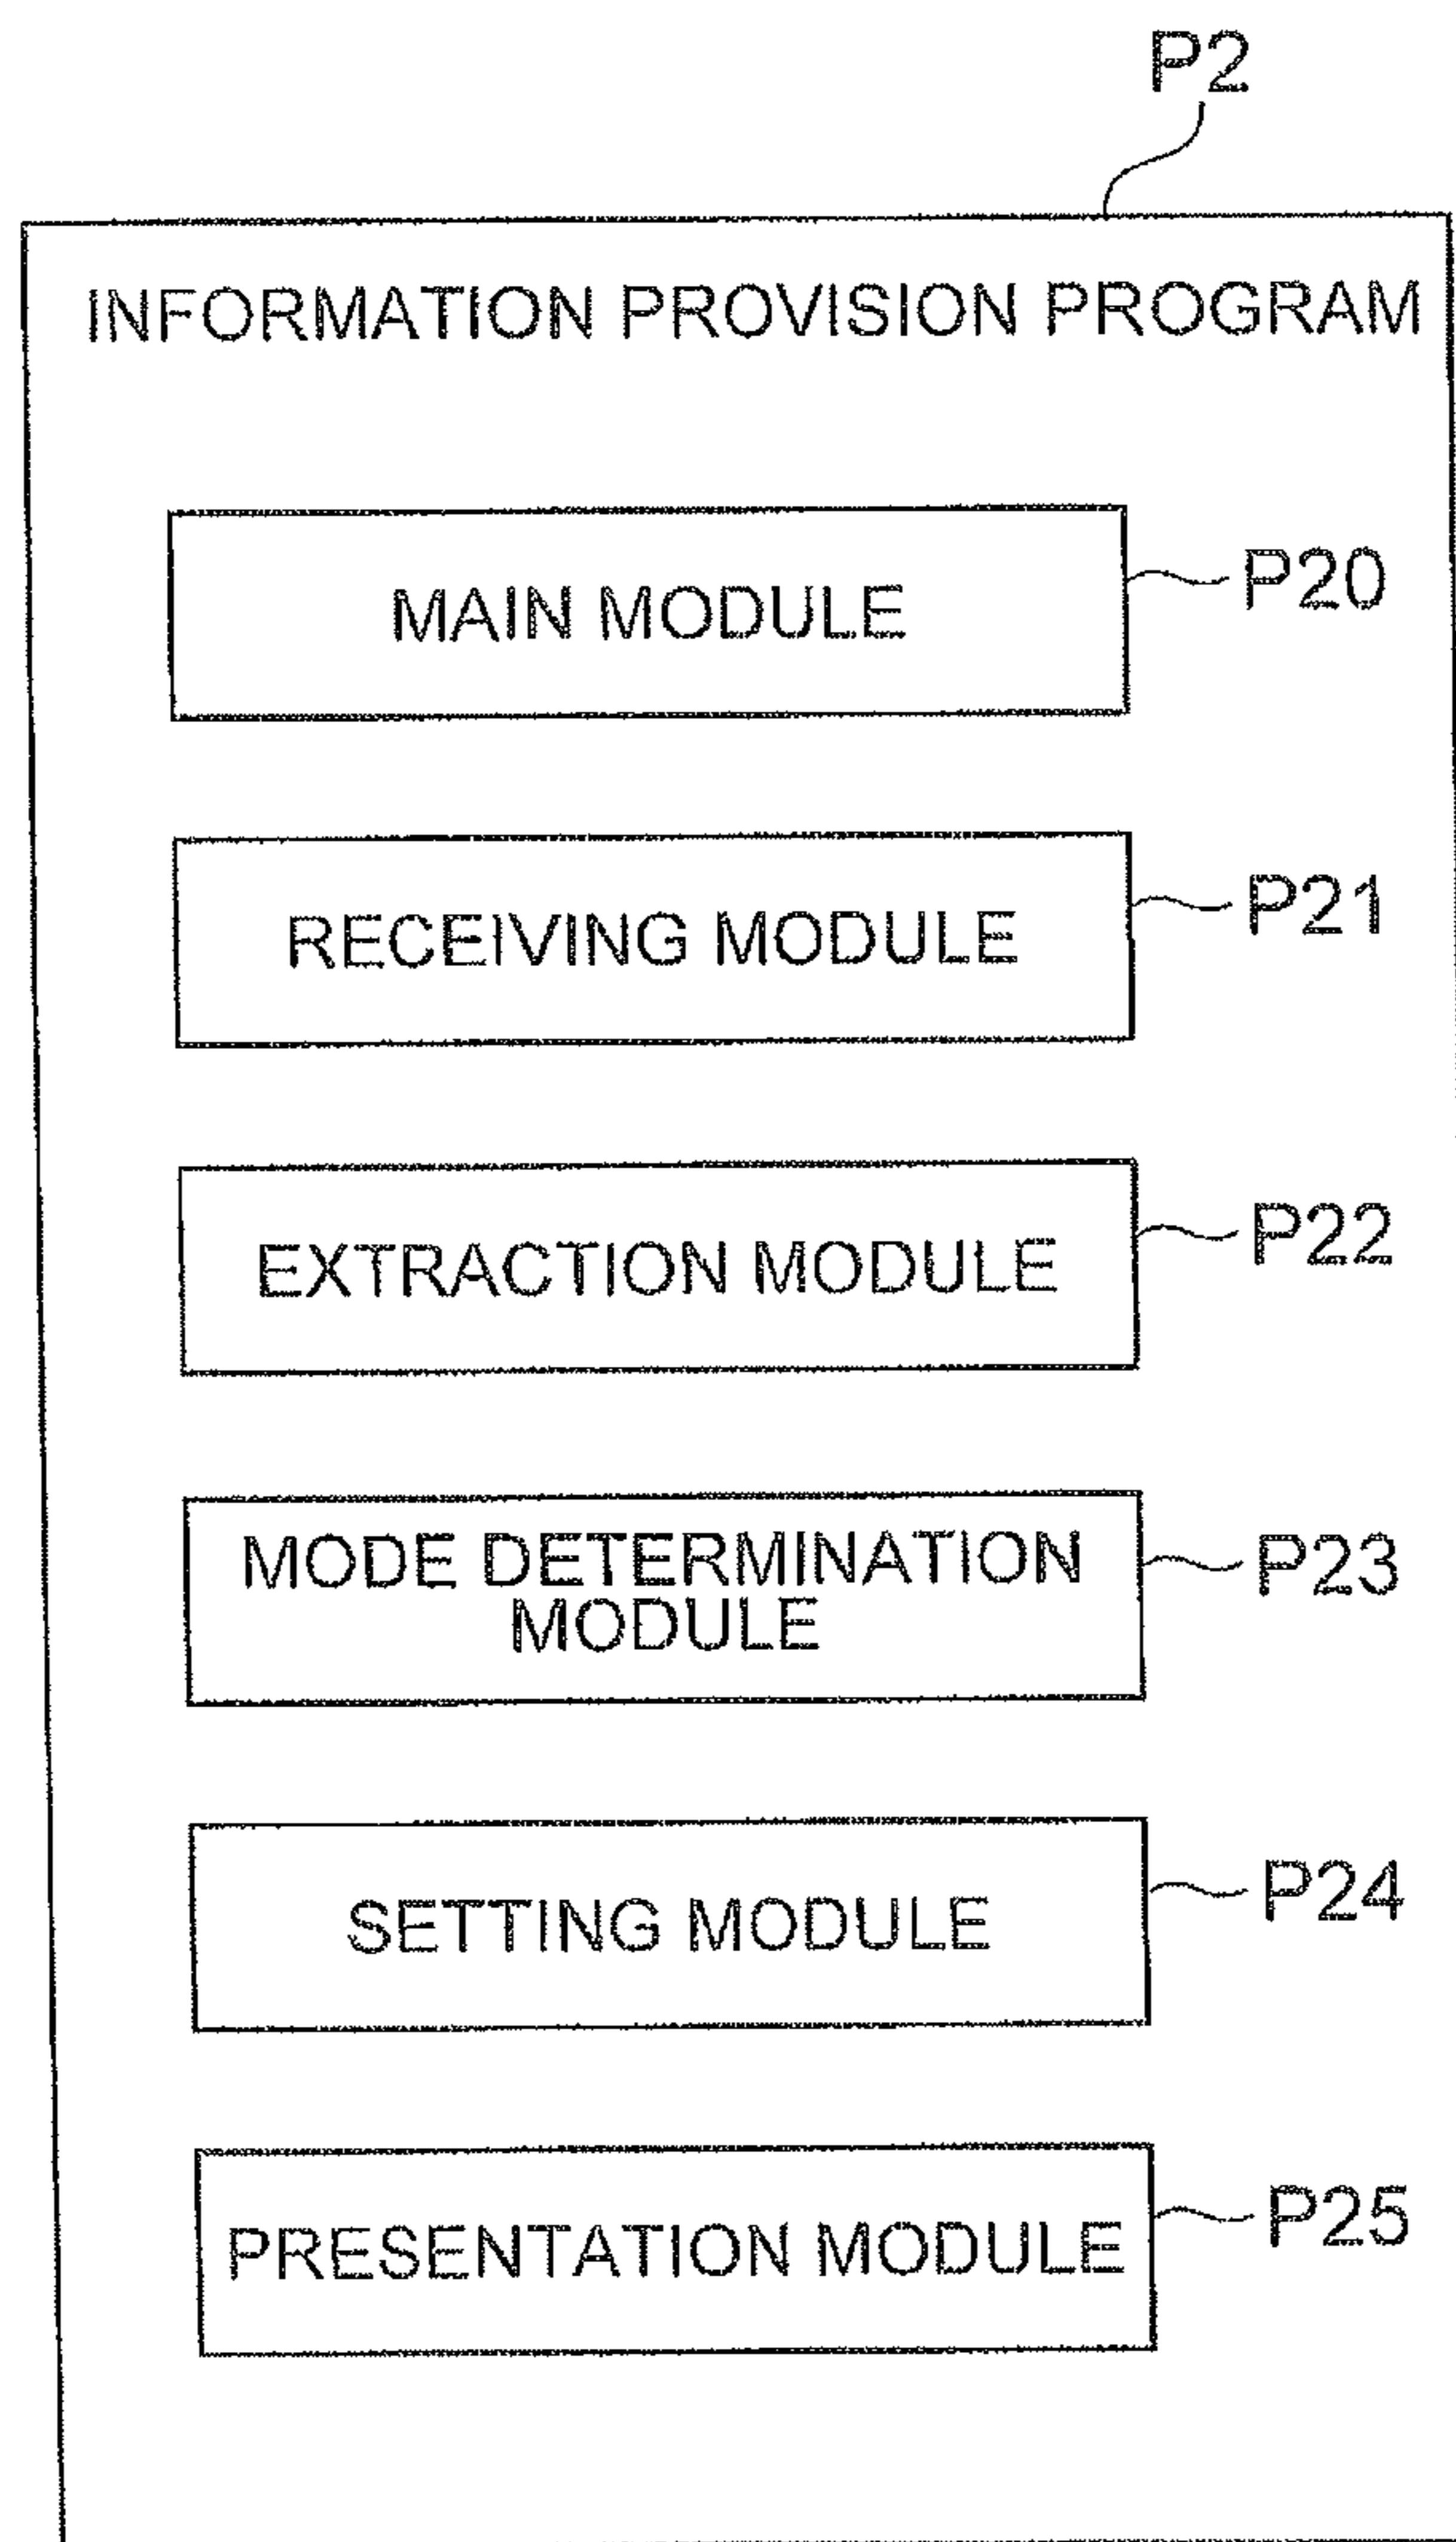 P2
INFORMATION PROVISION PROGRAM
MAIN MODULE
P20
RECEIVING MODULE
P21
EXTRACTION MODULE
P22
MODE DETERMINATION
MODULE
P23
SETTING MODULE
P24
PRESENTATION MODULE
P25